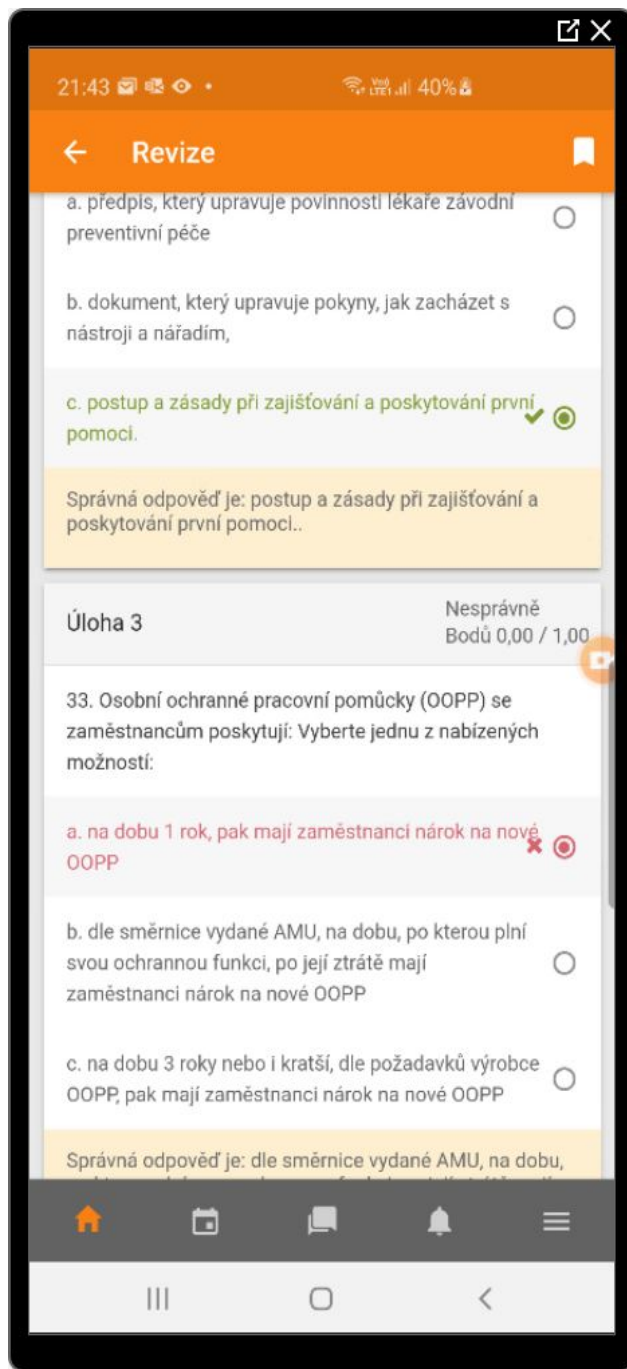 21:43
40%
Revize
a. předpis, který upravuje povinnosti lékaře závodní
preventivní péče
b. dokument, který upravuje pokyny, jak zacházet s
nástroji a nářadím,
c. postup a zásady při zajišťování a poskytování první
pomoci.
Správná odpověď je: postup a zásady při zajišťování a
poskytování první pomoci..
Úloha 3
Nesprávně
Bodů 0,00 / 1,00
33. Osobní ochranné pracovní pomůcky (OOPP) se
zaměstnancům poskytují: Vyberte jednu z nabízených
možností:
a. na dobu 1 rok, pak mají zaměstnanci nárok na nové
OOPP
b. dle směrnice vydané AMU, na dobu, po kterou plní
svou ochrannou funkci, po její ztrátě mají
zaměstnanci nárok na nové OOPP
c. na dobu 3 roky nebo i kratší, dle požadavků výrobce
OOPP, pak mají zaměstnanci nárok na nové OOPP
Správná odpověď je: dle směrnice vydané AMU, na dobu,